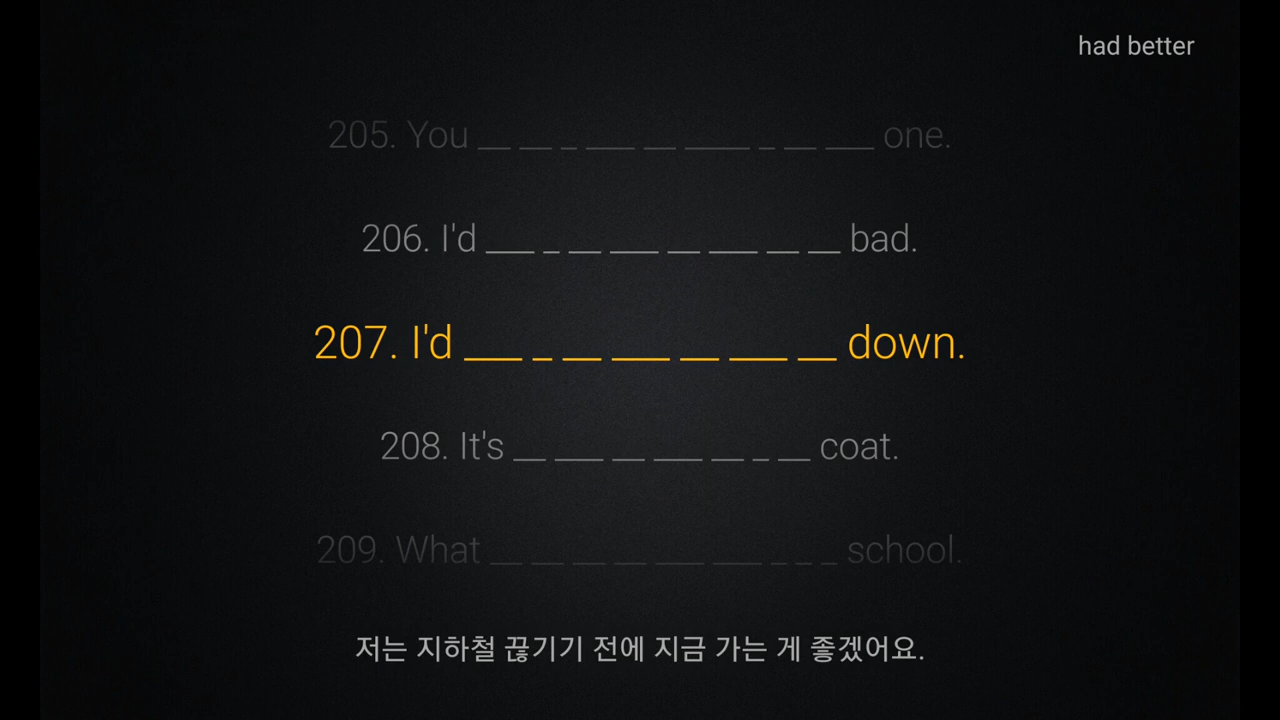 had better
205. You __ __ _ ___ __ ____ _ __ ___ one.
206. I'd ___ _ __ ___ __ ___ __ __ bad.
207. I'd ___ _ __ ___ __ ___ __ down.
208. It's __ ___ __ ___ __ _ __ coat.
209. What __ __ __ __ ___ ___ _ _ _ school.
저는 지하철 끊기기 전에 지금 가는 게 좋겠어요.